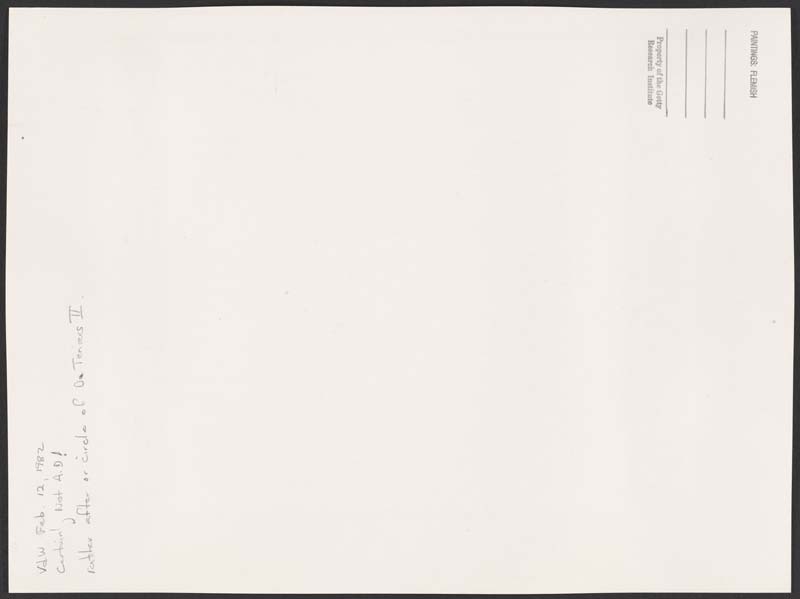 PAINTINGS: FLEMISH
Property of the Getty
Research Institute
VdW Feb. 12, 1982
Certainly Not A.D!
rather after or circle of Da Teniers II.